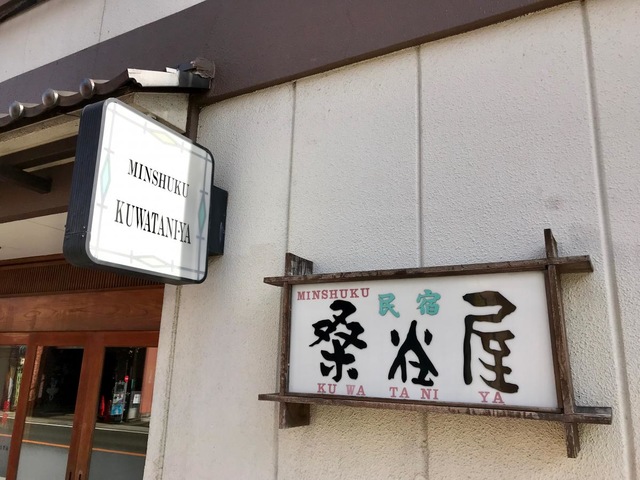 MINSHUKU
KUWATANI-YA
MINSHUKU 民宿
桑谷屋
KU WA TA NI YA